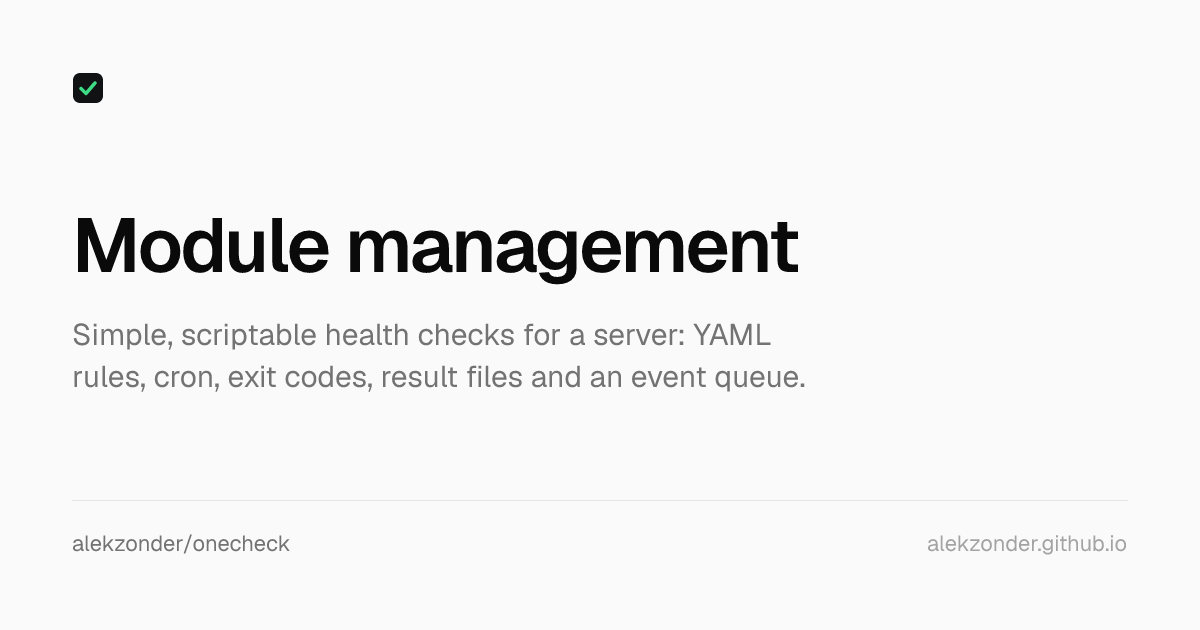 Module management
Simple, scriptable health checks for a server: YAML
rules, cron, exit codes, result files and an event queue.
alekzonder/onecheck
alekzonder.github.io